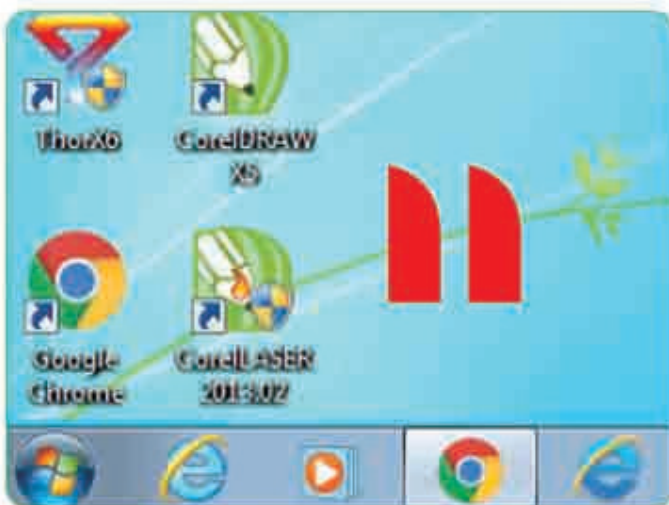 ThorX6
CorelDRAW
X5
Google
Chrome
CorelLASER
2013.02